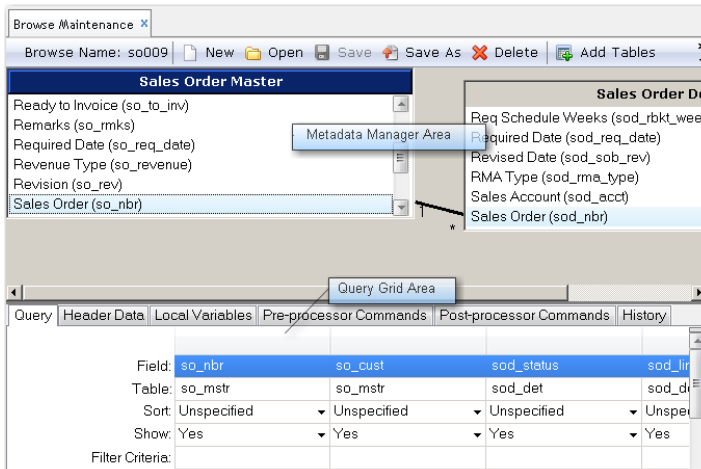 Browse Maintenance
Browse Name: so009 New Open Save Save As Delete Add Tables
Sales Order Master
Ready to Invoice (so_to_inv)
Remarks (so_rmks)
Required Date (so_req_date)
Revenue Type (so_revenue)
Revision (so_rev)
Sales Order (so_nbr)
Metadata Manager Area
Sales Order De
Req Schedule Weeks (sod_rbkt_wee
Required Date (sod_req_date)
Revised Date (sod_sob_rev)
RMA Type (sod_rma_type)
Sales Account (sod_acct)
Sales Order (sod_nbr)
1
*
Query Grid Area
Query Header Data Local Variables Pre-processor Commands Post-processor Commands History
Field: so_nbr so_cust sod_status sod_lin
Table: so_mstr so_mstr sod_det sod_de
Sort: Unspecified Unspecified Unspecified Unspe
Show: Yes Yes Yes Yes
Filter Criteria: